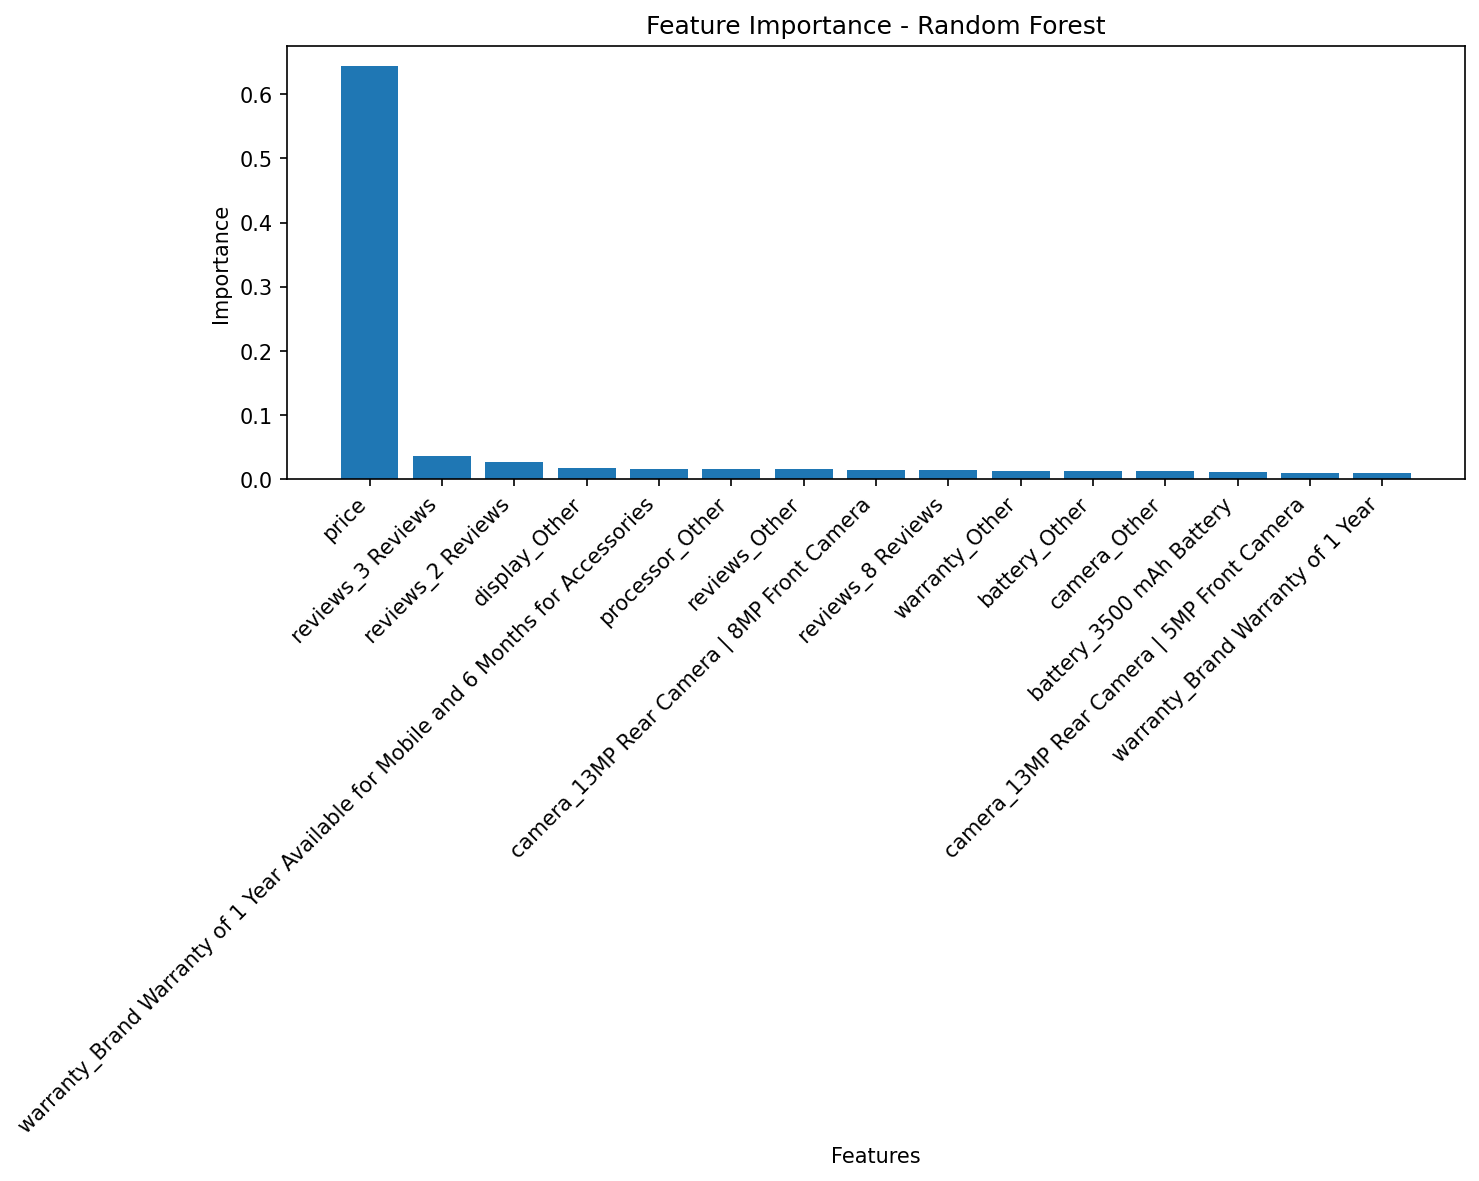 Feature Importance - Random Forest
Importance
0.6
0.5
0.4
0.3
0.2
0.1
0.0
price
reviews_3 Reviews
reviews_2 Reviews
display_Other
warranty_Brand Warranty of 1 Year Available for Mobile and 6 Months for Accessories
processor_Other
reviews_Other
camera_13MP Rear Camera | 8MP Front Camera
reviews_8 Reviews
warranty_Other
battery_Other
camera_Other
battery_3500 mAh Battery
camera_13MP Rear Camera | 5MP Front Camera
warranty_Brand Warranty of 1 Year
Features